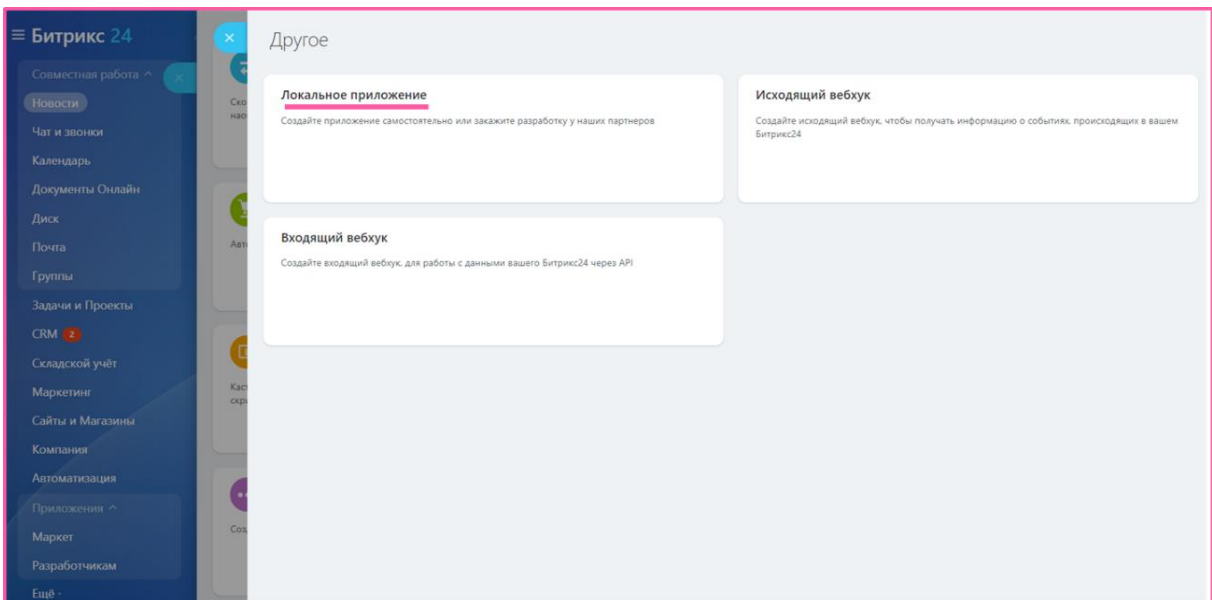 Битрикс 24
Совместная работа
Новости
Чат и звонки
Календарь
Документы Онлайн
Диск
Почта
Группы
Задачи и Проекты
CRM 2
Складской учёт
Маркетинг
Сайты и Магазины
Компания
Автоматизация
Приложения
Маркет
Разработчикам
Ещё -
Другое
Локальное приложение
Создайте приложение самостоятельно или закажите разработку у наших партнеров
Исходящий вебхук
Создайте исходящий вебхук, чтобы получать информацию о событиях, происходящих в вашем
Битрикс24
Входящий вебхук
Создайте входящий вебхук, для работы с данными вашего Битрикс24 через API